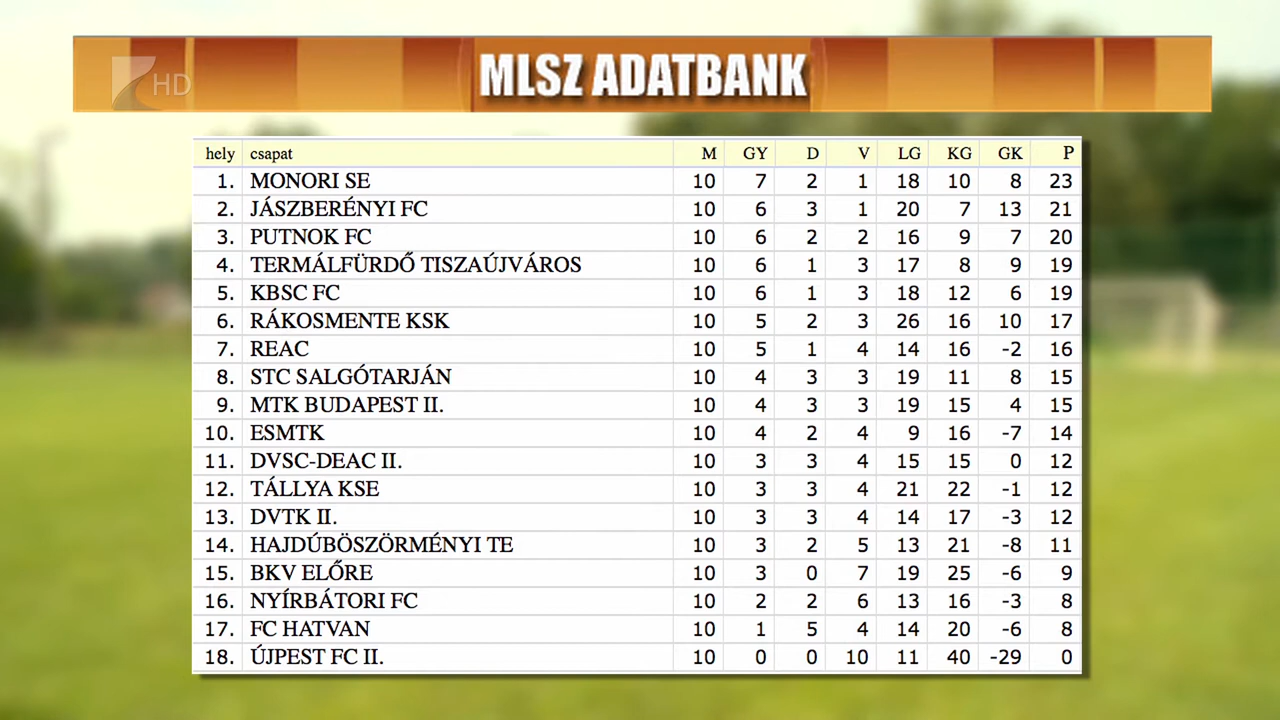 MLSZ ADATBANK
HD
hely csapat M GY D V LG KG GK P
1. MONORI SE 10 7 2 1 18 10 8 23
2. JÁSZBERÉNYI FC 10 6 3 1 20 7 13 21
3. PUTNOK FC 10 6 2 2 16 9 7 20
4. TERMÁLFÜRDŐ TISZAÚJVÁROS 10 6 1 3 17 8 9 19
5. KBSC FC 10 6 1 3 18 12 6 19
6. RÁKOSMENTE KSK 10 5 2 3 26 16 10 17
7. REAC 10 5 1 4 14 16 -2 16
8. STC SALGÓTARJÁN 10 4 3 3 19 11 8 15
9. MTK BUDAPEST II. 10 4 3 3 19 15 4 15
10. ESMTK 10 4 2 4 9 16 -7 14
11. DVSC-DEAC II. 10 3 3 4 15 15 0 12
12. TÁLLYA KSE 10 3 3 4 21 22 -1 12
13. DVTK II. 10 3 3 4 14 17 -3 12
14. HAJDÚBÖSZÖRMÉNYI TE 10 3 2 5 13 21 -8 11
15. BKV ELŐRE 10 3 0 7 19 25 -6 9
16. NYÍRBÁTORI FC 10 2 2 6 13 16 -3 8
17. FC HATVAN 10 1 5 4 14 20 -6 8
18. ÚJPEST FC II. 10 0 0 10 11 40 -29 0